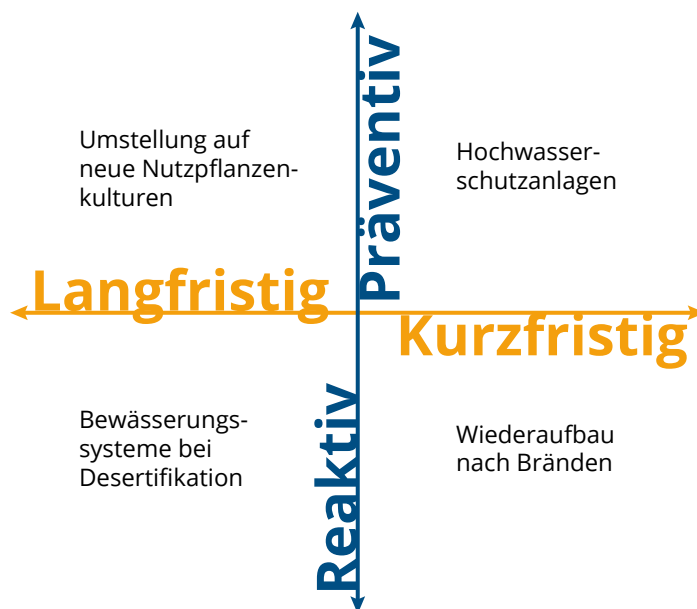 Präventiv
Umstellung auf
neue Nutzpflanzen-
kulturen
Hochwasser-
schutzanlagen
Langfristig
Kurzfristig
Reaktiv
Bewässerungs-
systeme bei
Desertifikation
Wiederaufbau
nach Bränden